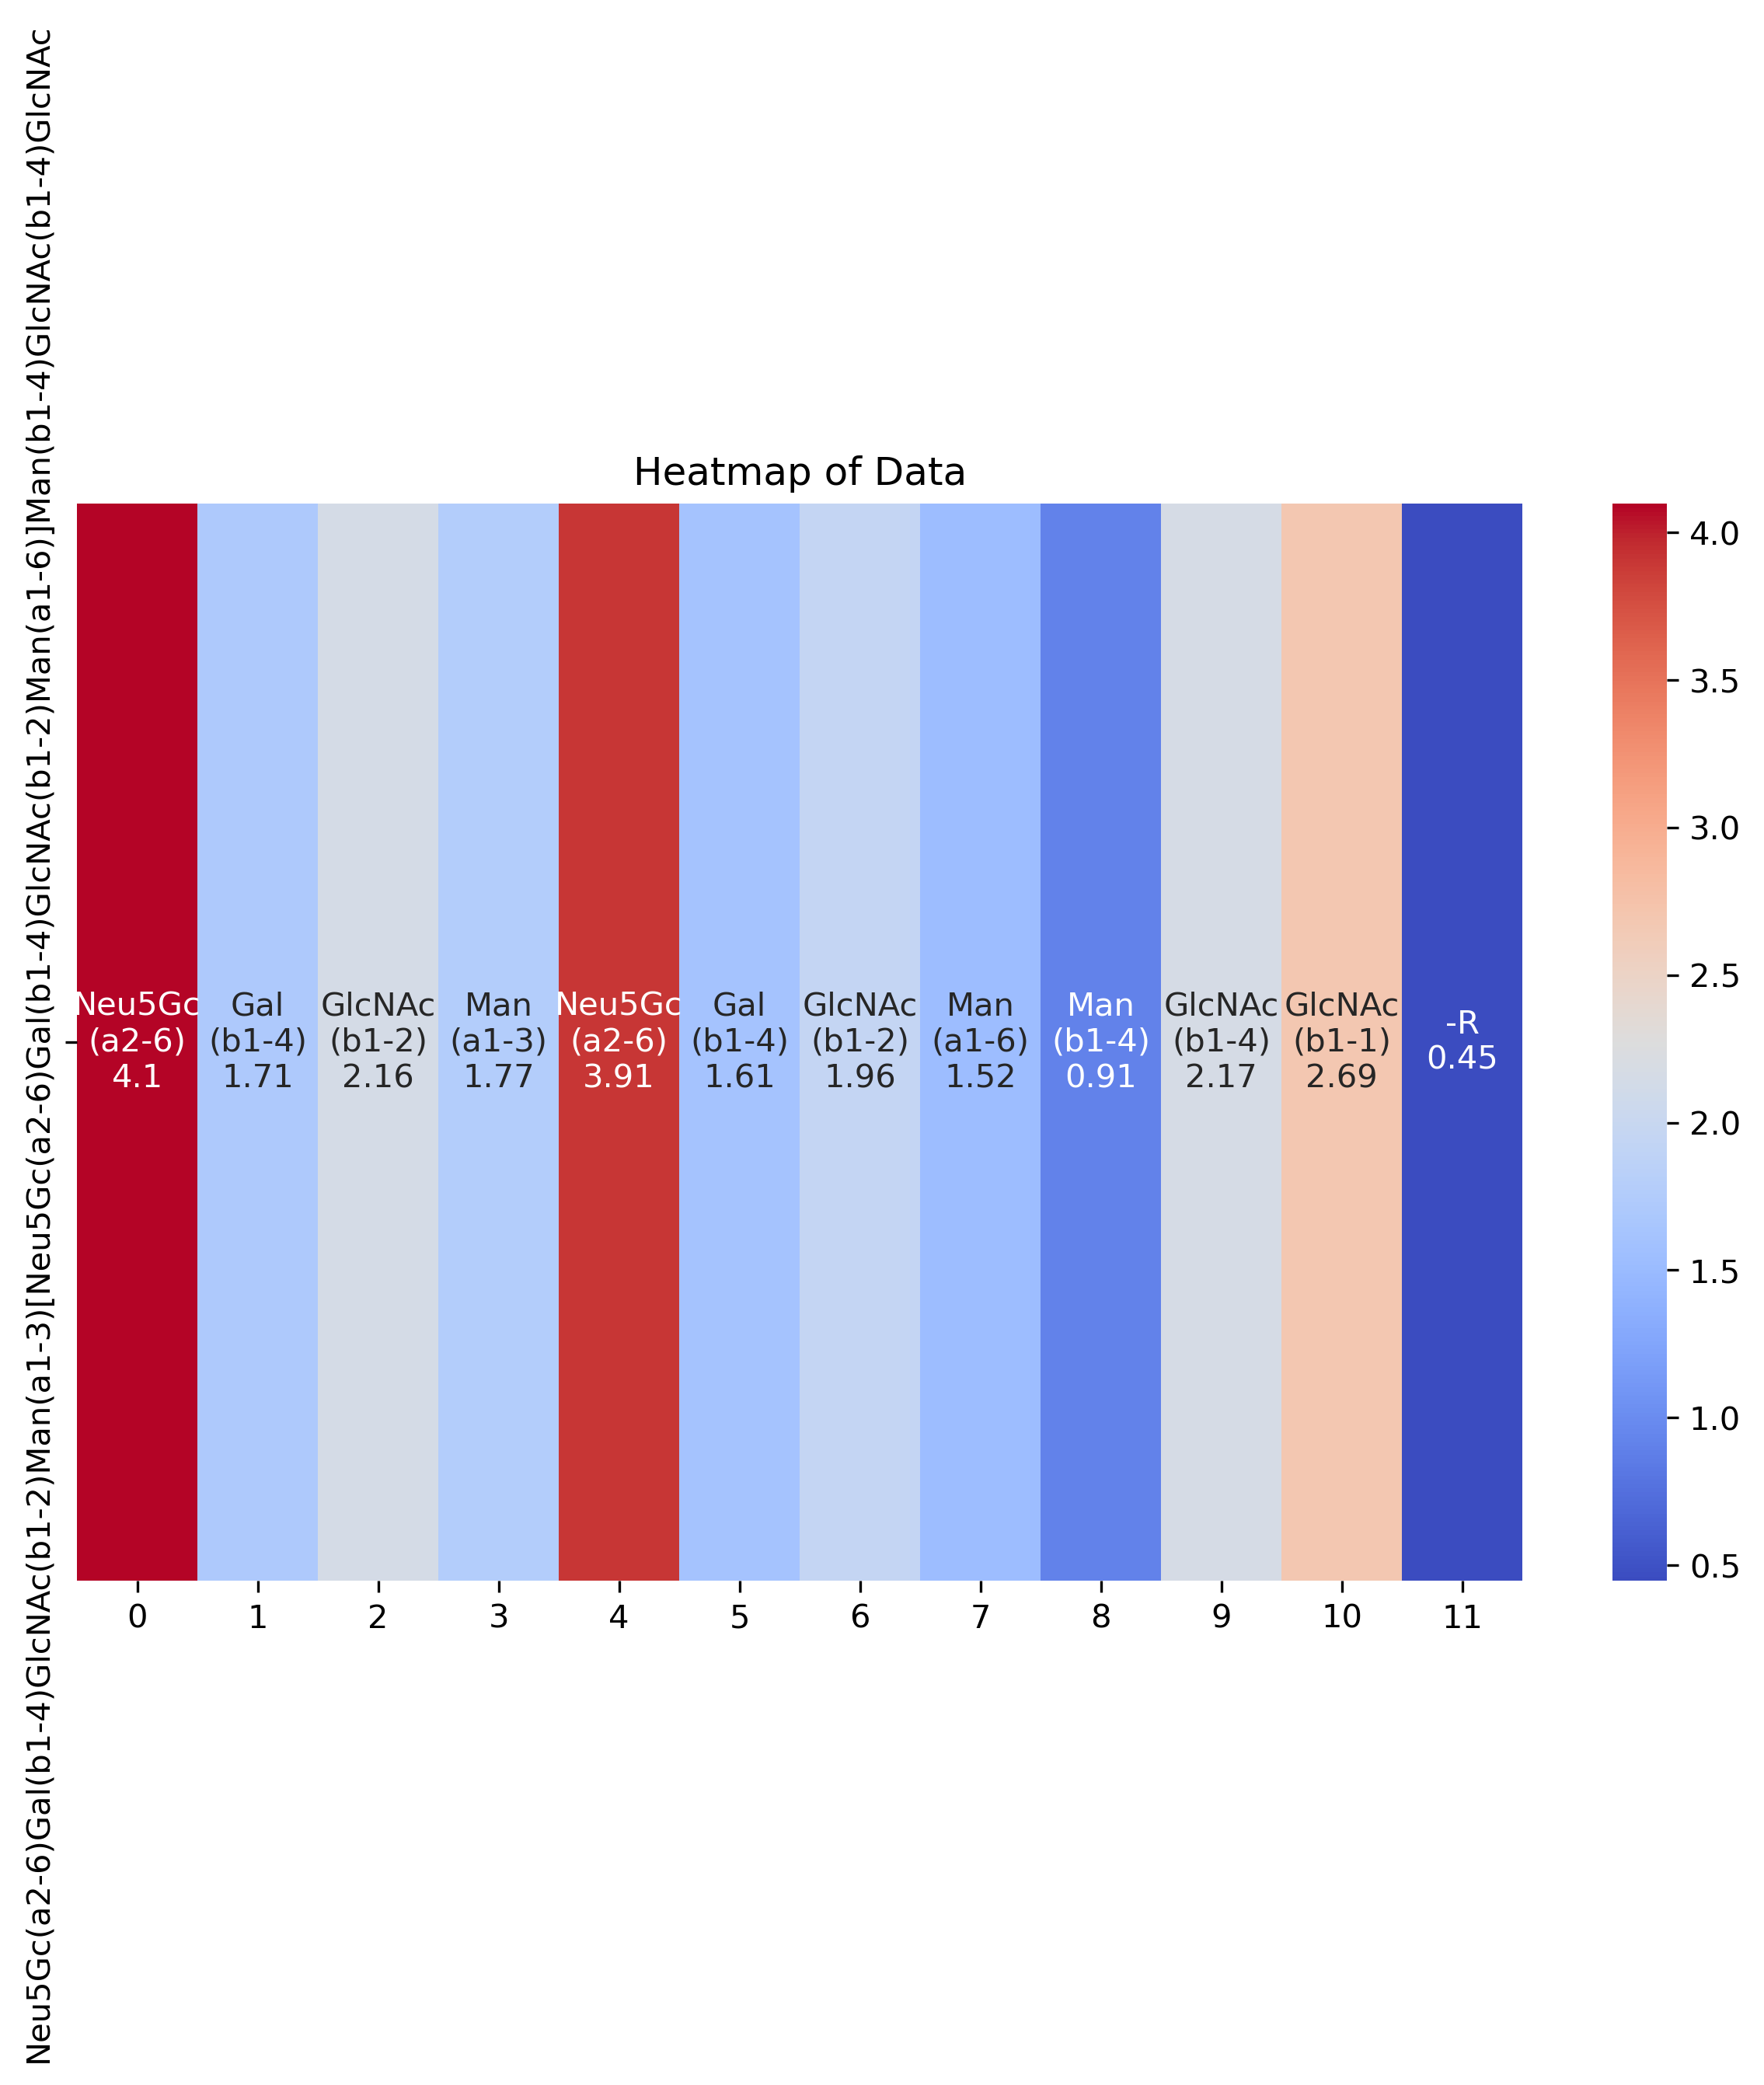 Heatmap of Data
Neu5Gc(a2-6)Gal(b1-4)GlcNAc(b1-2)Man(a1-3)[Neu5Gc(a2-6)Gal(b1-4)GlcNAc(b1-2)Man(a1-6)]Man(b1-4)GlcNAc(b1-4)GlcNAc
Neu5Gc
(a2-6)
4.1
Gal
(b1-4)
1.71
GlcNAc
(b1-2)
2.16
Man
(a1-3)
1.77
Neu5Gc
(a2-6)
3.91
Gal
(b1-4)
1.61
GlcNAc
(b1-2)
1.96
Man
(a1-6)
1.52
Man
(b1-4)
0.91
GlcNAc
(b1-4)
2.17
GlcNAc
(b1-1)
2.69
-R
0.45
0 1 2 3 4 5 6 7 8 9 10 11
4.0
3.5
3.0
2.5
2.0
1.5
1.0
0.5